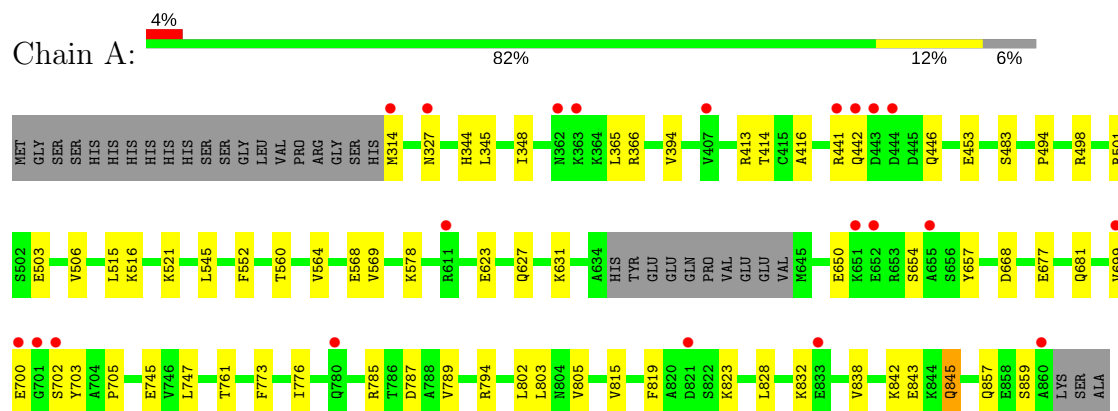 4%
Chain A:
82% 12% 6%
MET GLY SER SER HIS HIS HIS HIS HIS HIS SER SER GLY LEU VAL PRO ARG GLY SER HIS M314 N327 H344 L345 I348 N362 K363 K364 L365 R366 V394 V407 R413 T414 C415 A416 R441 Q442 D443 D444 D445 Q446 E453 S483 P494 R498 R501
S502 E503 V506 L515 K516 K521 L545 F552 T560 V564 E568 V569 K578 R611 E623 Q627 K631 A634 HIS TYR GLU GLU GLN PRO VAL GLU GLU VAL M645 E650 K651 E652 R653 S654 A655 S656 Y657 D668 E677 Q681 V699
E700 G701 S702 Y703 A704 P705 E745 V746 L747 T761 F773 I776 Q780 R785 T786 D787 A788 V789 R794 L802 L803 N804 V805 V815 F819 A820 D821 S822 K823 L828 K832 E833 V838 K842 E843 K844 Q845 Q857 E858 S859 A860 LYS SER ALA